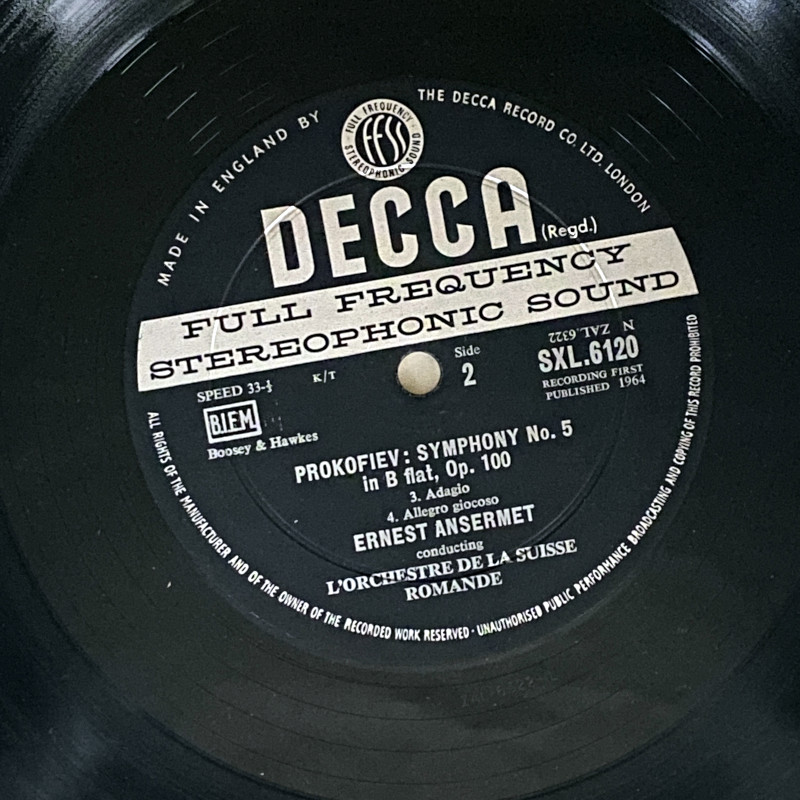 MADE IN ENGLAND BY
THE DECCA RECORD CO. LTD. LONDON
FULL FREQUENCY
ffss
STEREOPHONIC SOUND
DECCA (Regd.)
FULL FREQUENCY
STEREOPHONIC SOUND
SPEED 33-⅓
K/T
Side
2
ZAL.6322 N
SXL.6120
RECORDING FIRST
PUBLISHED 1964
B.I.E.M.
Boosey & Hawkes
PROKOFIEV: SYMPHONY No. 5
in B flat, Op. 100
3. Adagio
4. Allegro giocoso
ERNEST ANSERMET
conducting
L'ORCHESTRE DE LA SUISSE
ROMANDE
ALL RIGHTS OF THE MANUFACTURER AND OF THE OWNER OF THE RECORDED WORK RESERVED · UNAUTHORISED PUBLIC PERFORMANCE BROADCASTING AND COPYING OF THIS RECORD PROHIBITED